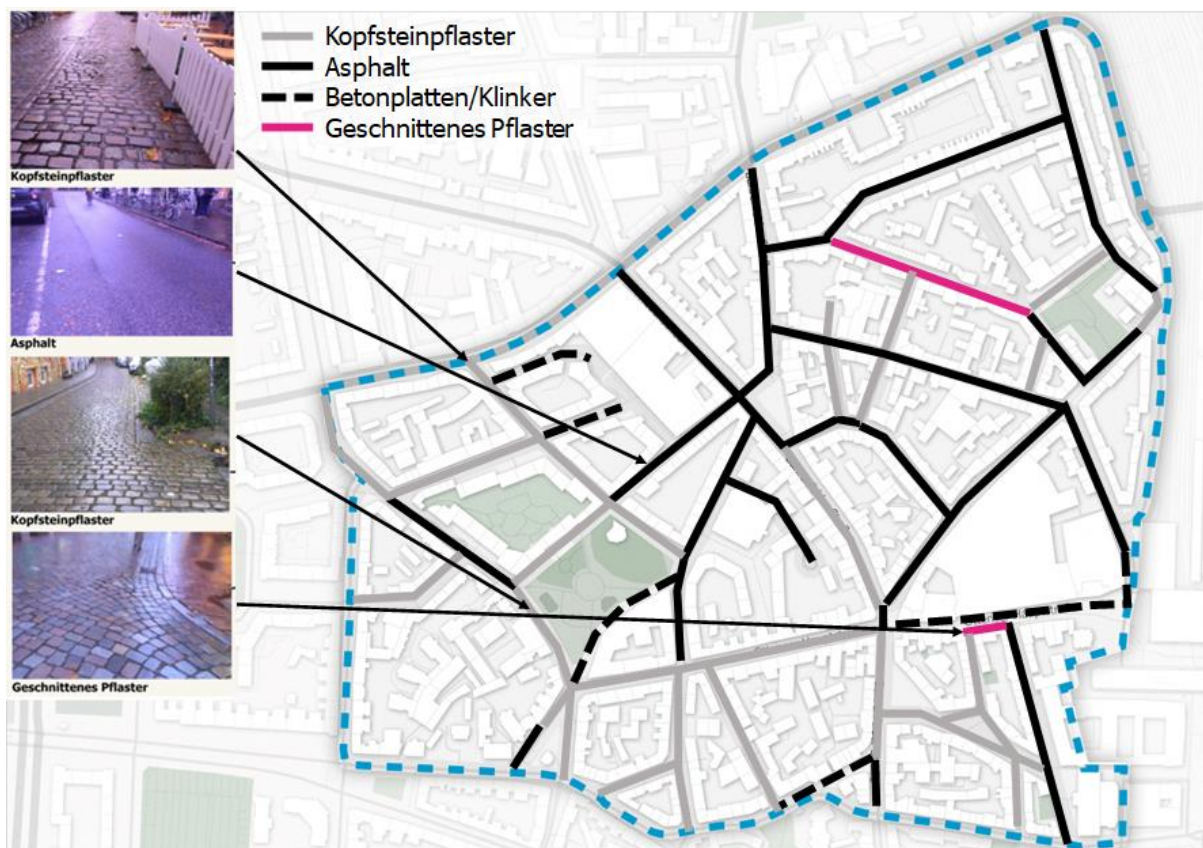 Kopfsteinpflaster
Asphalt
Betonplatten/Klinker
Geschnittenes Pflaster
Kopfsteinpflaster
Asphalt
Kopfsteinpflaster
Geschnittenes Pflaster